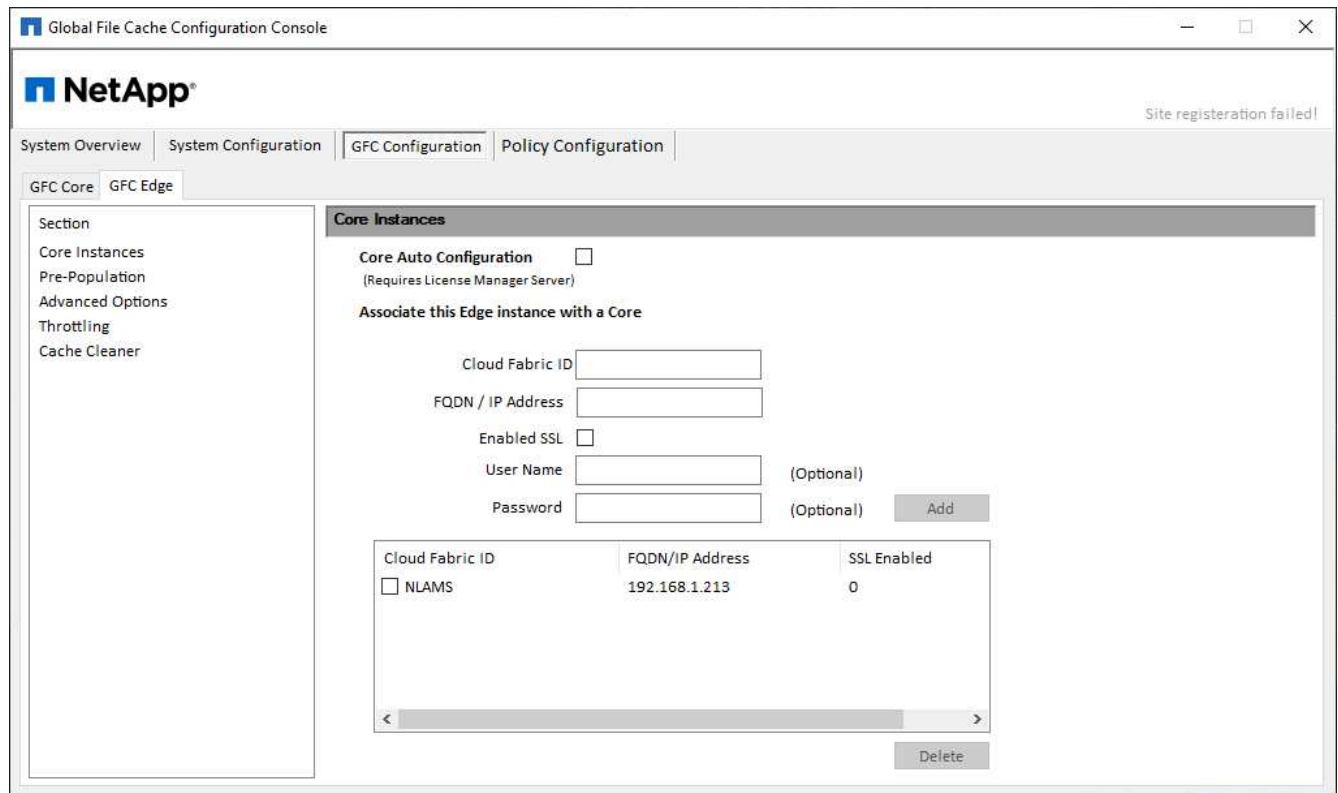 Global File Cache Configuration Console
NetApp®
Site registeration failed!
System Overview System Configuration GFC Configuration Policy Configuration
GFC Core GFC Edge
Section
Core Instances
Pre-Population
Advanced Options
Throttling
Cache Cleaner
Core Instances
Core Auto Configuration
(Requires License Manager Server)
Associate this Edge instance with a Core
Cloud Fabric ID
FQDN / IP Address
Enabled SSL
User Name (Optional)
Password (Optional) Add
Cloud Fabric ID FQDN/IP Address SSL Enabled
NLAMS 192.168.1.213 0
Delete